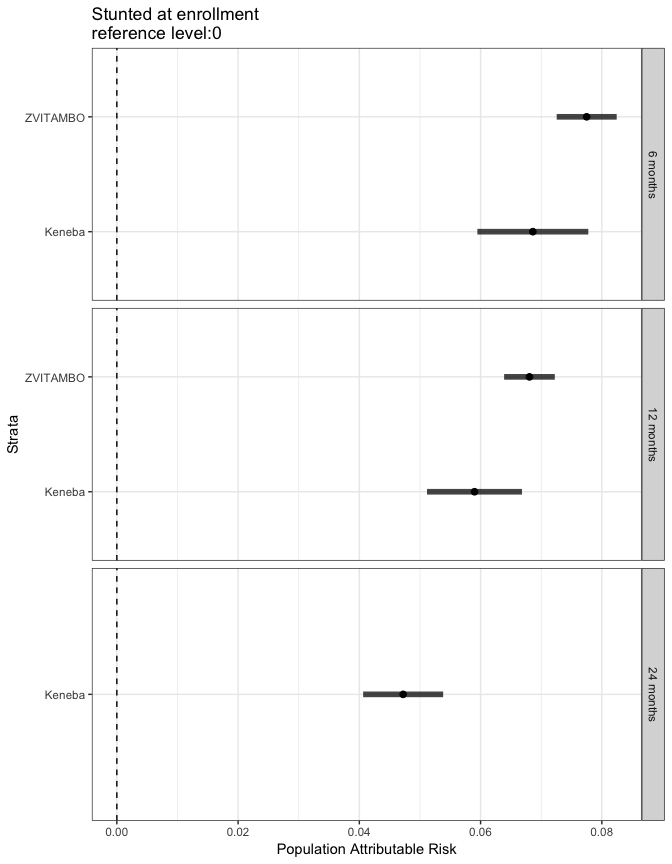 Stunted at enrollment
reference level:0
ZVITAMBO
Keneba
6 months
ZVITAMBO
Keneba
12 months
Keneba
24 months
Strata
0.00 0.02 0.04 0.06 0.08
Population Attributable Risk